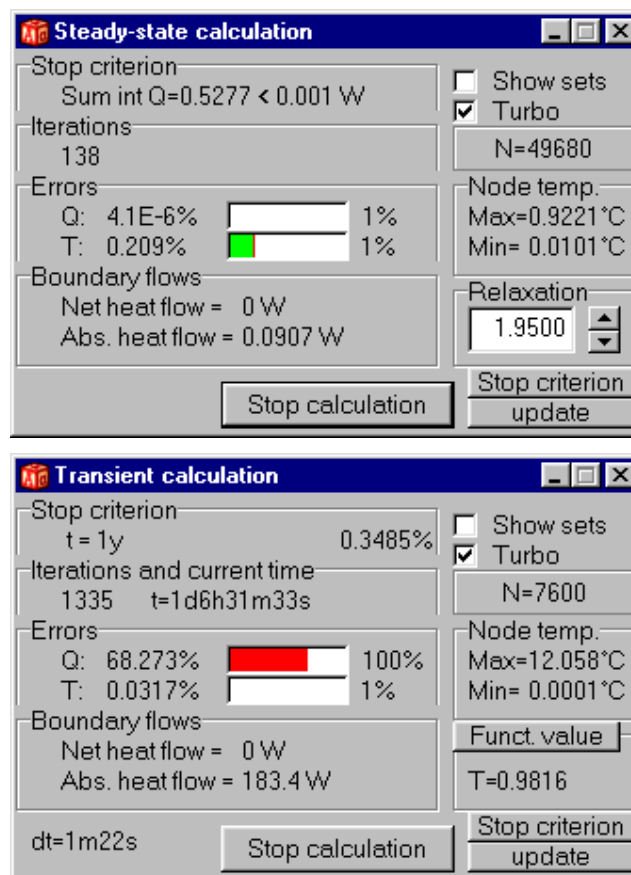 Steady-state calculation
Stop criterion
Sum int Q=0.5277 < 0.001 W
Show sets
Turbo
Iterations
138
N=49680
Errors
Q: 4.1E-6% 1%
T: 0.209% 1%
Node temp.
Max=0.9221°C
Min= 0.0101°C
Boundary flows
Net heat flow = 0 W
Abs. heat flow = 0.0907 W
Relaxation
1.9500
Stop calculation
Stop criterion
update
Transient calculation
Stop criterion
t = 1y 0.3485%
Show sets
Turbo
Iterations and current time
1335 t=1d6h31m33s
N=7600
Errors
Q: 68.273% 100%
T: 0.0317% 1%
Node temp.
Max=12.058°C
Min= 0.0001°C
Boundary flows
Net heat flow = 0 W
Abs. heat flow = 183.4 W
Funct. value
T=0.9816
dt=1m22s
Stop calculation
Stop criterion
update